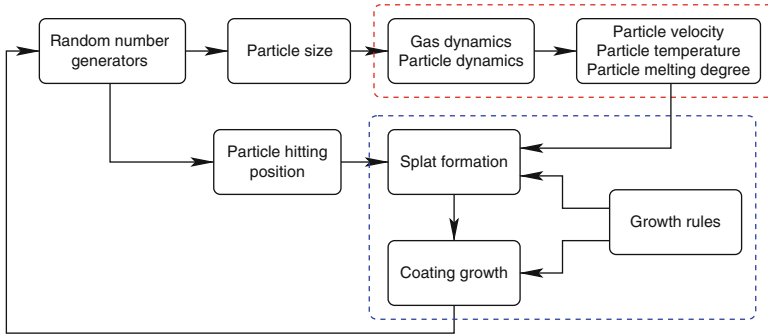 Random number
generators
Particle size
Gas dynamics
Particle dynamics
Particle velocity
Particle temperature
Particle melting degree
Particle hitting
position
Splat formation
Growth rules
Coating growth